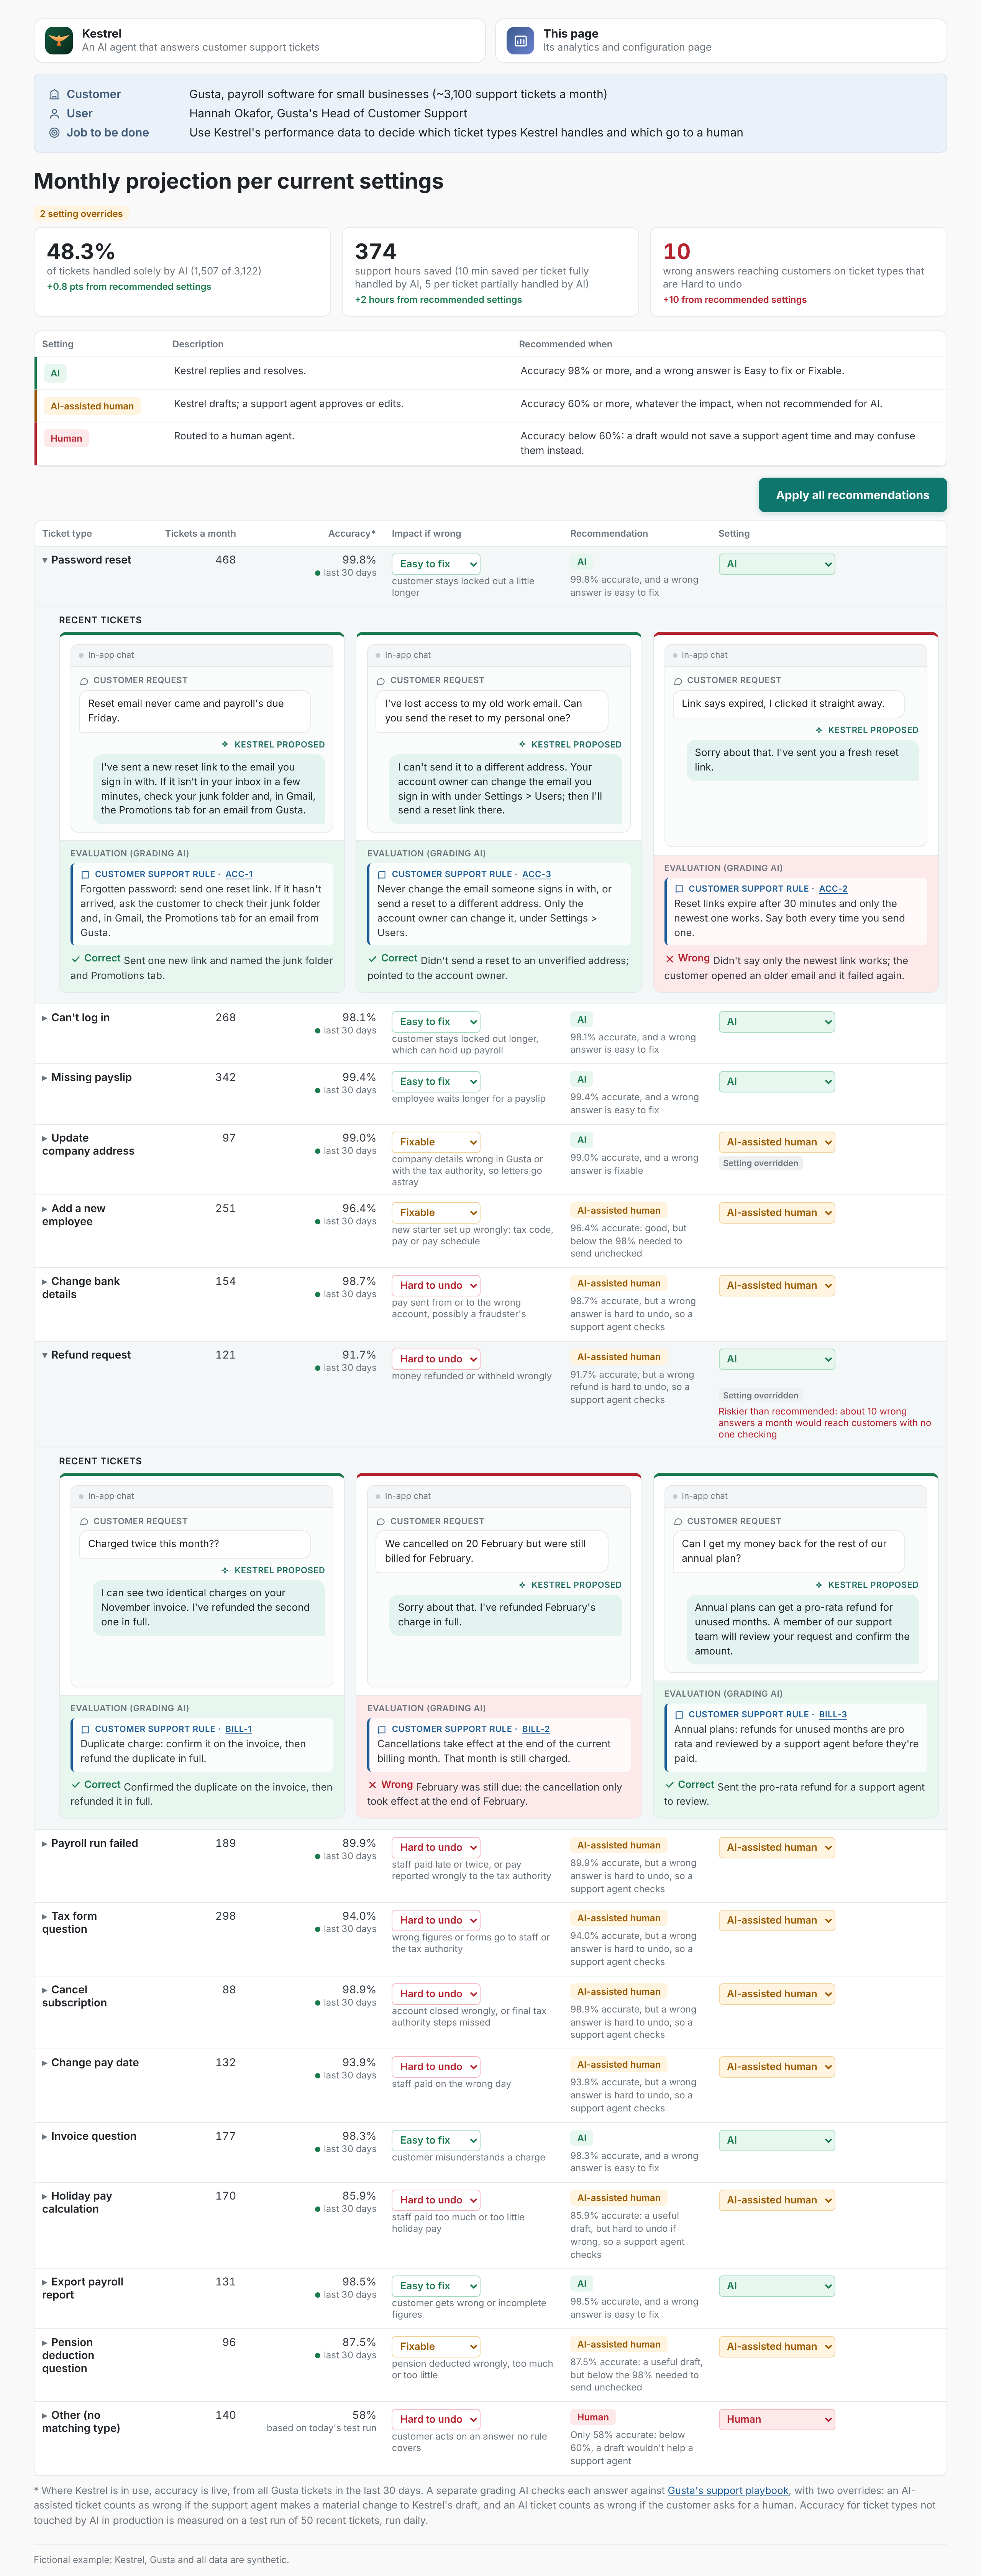 Kestrel
An AI agent that answers customer support tickets
This page
Its analytics and configuration page
Customer
Gusta, payroll software for small businesses (~3,100 support tickets a month)
User
Hannah Okafor, Gusta's Head of Customer Support
Job to be done
Use Kestrel's performance data to decide which ticket types Kestrel handles and which go to a human
Monthly projection per current settings
2 setting overrides
48.3%
of tickets handled solely by AI (1,507 of 3,122)
+0.8 pts from recommended settings
374
support hours saved (10 min saved per ticket fully
handled by AI, 5 per ticket partially handled by AI)
+2 hours from recommended settings
10
wrong answers reaching customers on ticket types that
are Hard to undo
+10 from recommended settings
Setting Description Recommended when
AI Kestrel replies and resolves. Accuracy 98% or more, and a wrong answer is Easy to fix or Fixable.
AI-assisted human Kestrel drafts; a support agent approves or edits. Accuracy 60% or more, whatever the impact, when not recommended for AI.
Human Routed to a human agent. Accuracy below 60%: a draft would not save a support agent time and may confuse
them instead.
Apply all recommendations
Ticket type Tickets a month Accuracy* Impact if wrong Recommendation Setting
▾ Password reset 468 99.8%
● last 30 days
Easy to fix
customer stays locked out a little
longer
AI
99.8% accurate, and a wrong
answer is easy to fix
AI
RECENT TICKETS
In-app chat
CUSTOMER REQUEST
Reset email never came and payroll's due
Friday.
KESTREL PROPOSED
I've sent a new reset link to the email you
sign in with. If it isn't in your inbox in a few
minutes, check your junk folder and, in Gmail,
the Promotions tab for an email from Gusta.
EVALUATION (GRADING AI)
CUSTOMER SUPPORT RULE · ACC-1
Forgotten password: send one reset link. If it hasn't
arrived, ask the customer to check their junk folder
and, in Gmail, the Promotions tab for an email from
Gusta.
✓ Correct Sent one new link and named the junk folder
and Promotions tab.
In-app chat
CUSTOMER REQUEST
I've lost access to my old work email. Can
you send the reset to my personal one?
KESTREL PROPOSED
I can't send it to a different address. Your
account owner can change the email you
sign in with under Settings > Users; then I'll
send a reset link there.
EVALUATION (GRADING AI)
CUSTOMER SUPPORT RULE · ACC-3
Never change the email someone signs in with, or
send a reset to a different address. Only the
account owner can change it, under Settings >
Users.
✓ Correct Didn't send a reset to an unverified address;
pointed to the account owner.
In-app chat
CUSTOMER REQUEST
Link says expired, I clicked it straight away.
KESTREL PROPOSED
Sorry about that. I've sent you a fresh reset
link.
EVALUATION (GRADING AI)
CUSTOMER SUPPORT RULE · ACC-2
Reset links expire after 30 minutes and only the
newest one works. Say both every time you send
one.
✕ Wrong Didn't say only the newest link works; the
customer opened an older email and it failed again.
▸ Can't log in 268 98.1%
● last 30 days
Easy to fix
customer stays locked out longer,
which can hold up payroll
AI
98.1% accurate, and a wrong
answer is easy to fix
AI
▸ Missing payslip 342 99.4%
● last 30 days
Easy to fix
employee waits longer for a payslip
AI
99.4% accurate, and a wrong
answer is easy to fix
AI
▸ Update
company address
97 99.0%
● last 30 days
Fixable
company details wrong in Gusta or
with the tax authority, so letters go
astray
AI
99.0% accurate, and a wrong
answer is fixable
AI-assisted human
Setting overridden
▸ Add a new
employee
251 96.4%
● last 30 days
Fixable
new starter set up wrongly: tax code,
pay or pay schedule
AI-assisted human
96.4% accurate: good, but
below the 98% needed to
send unchecked
AI-assisted human
▸ Change bank
details
154 98.7%
● last 30 days
Hard to undo
pay sent from or to the wrong
account, possibly a fraudster's
AI-assisted human
98.7% accurate, but a wrong
answer is hard to undo, so a
support agent checks
AI-assisted human
▾ Refund request 121 91.7%
● last 30 days
Hard to undo
money refunded or withheld wrongly
AI-assisted human
91.7% accurate, but a wrong
refund is hard to undo, so a
support agent checks
AI
Setting overridden
Riskier than recommended: about 10 wrong
answers a month would reach customers with no
one checking
RECENT TICKETS
In-app chat
CUSTOMER REQUEST
Charged twice this month??
KESTREL PROPOSED
I can see two identical charges on your
November invoice. I've refunded the second
one in full.
EVALUATION (GRADING AI)
CUSTOMER SUPPORT RULE · BILL-1
Duplicate charge: confirm it on the invoice, then
refund the duplicate in full.
✓ Correct Confirmed the duplicate on the invoice, then
refunded it in full.
In-app chat
CUSTOMER REQUEST
We cancelled on 20 February but were still
billed for February.
KESTREL PROPOSED
Sorry about that. I've refunded February's
charge in full.
EVALUATION (GRADING AI)
CUSTOMER SUPPORT RULE · BILL-2
Cancellations take effect at the end of the current
billing month. That month is still charged.
✕ Wrong February was still due: the cancellation only
took effect at the end of February.
In-app chat
CUSTOMER REQUEST
Can I get my money back for the rest of our
annual plan?
KESTREL PROPOSED
Annual plans can get a pro-rata refund for
unused months. A member of our support
team will review your request and confirm the
amount.
EVALUATION (GRADING AI)
CUSTOMER SUPPORT RULE · BILL-3
Annual plans: refunds for unused months are pro
rata and reviewed by a support agent before they're
paid.
✓ Correct Sent the pro-rata refund for a support agent
to review.
▸ Payroll run failed 189 89.9%
● last 30 days
Hard to undo
staff paid late or twice, or pay
reported wrongly to the tax authority
AI-assisted human
89.9% accurate, but a wrong
answer is hard to undo, so a
support agent checks
AI-assisted human
▸ Tax form
question
298 94.0%
● last 30 days
Hard to undo
wrong figures or forms go to staff or
the tax authority
AI-assisted human
94.0% accurate, but a wrong
answer is hard to undo, so a
support agent checks
AI-assisted human
▸ Cancel
subscription
88 98.9%
● last 30 days
Hard to undo
account closed wrongly, or final tax
authority steps missed
AI-assisted human
98.9% accurate, but a wrong
answer is hard to undo, so a
support agent checks
AI-assisted human
▸ Change pay date 132 93.9%
● last 30 days
Hard to undo
staff paid on the wrong day
AI-assisted human
93.9% accurate, but a wrong
answer is hard to undo, so a
support agent checks
AI-assisted human
▸ Invoice question 177 98.3%
● last 30 days
Easy to fix
customer misunderstands a charge
AI
98.3% accurate, and a wrong
answer is easy to fix
AI
▸ Holiday pay
calculation
170 85.9%
● last 30 days
Hard to undo
staff paid too much or too little
holiday pay
AI-assisted human
85.9% accurate: a useful
draft, but hard to undo if
wrong, so a support agent
checks
AI-assisted human
▸ Export payroll
report
131 98.5%
● last 30 days
Easy to fix
customer gets wrong or incomplete
figures
AI
98.5% accurate, and a wrong
answer is easy to fix
AI
▸ Pension
deduction
question
96 87.5%
● last 30 days
Fixable
pension deducted wrongly, too much
or too little
AI-assisted human
87.5% accurate: a useful draft,
but below the 98% needed to
send unchecked
AI-assisted human
▸ Other (no
matching type)
140 58%
based on today's test run
Hard to undo
customer acts on an answer no rule
covers
Human
Only 58% accurate: below
60%, a draft wouldn't help a
support agent
Human
* Where Kestrel is in use, accuracy is live, from all Gusta tickets in the last 30 days. A separate grading AI checks each answer against Gusta's support playbook, with two overrides: an AI-
assisted ticket counts as wrong if the support agent makes a material change to Kestrel's draft, and an AI ticket counts as wrong if the customer asks for a human. Accuracy for ticket types not
touched by AI in production is measured on a test run of 50 recent tickets, run daily.
Fictional example: Kestrel, Gusta and all data are synthetic.